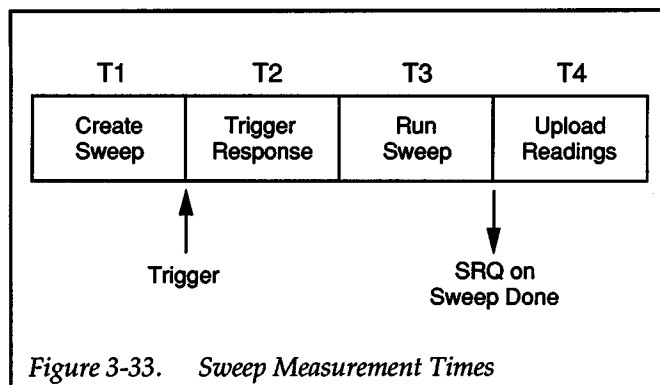 T1 T2 T3 T4
Create Sweep Trigger Response Run Sweep Upload Readings
Trigger
SRQ on
Sweep Done
Figure 3-33. Sweep Measurement Times